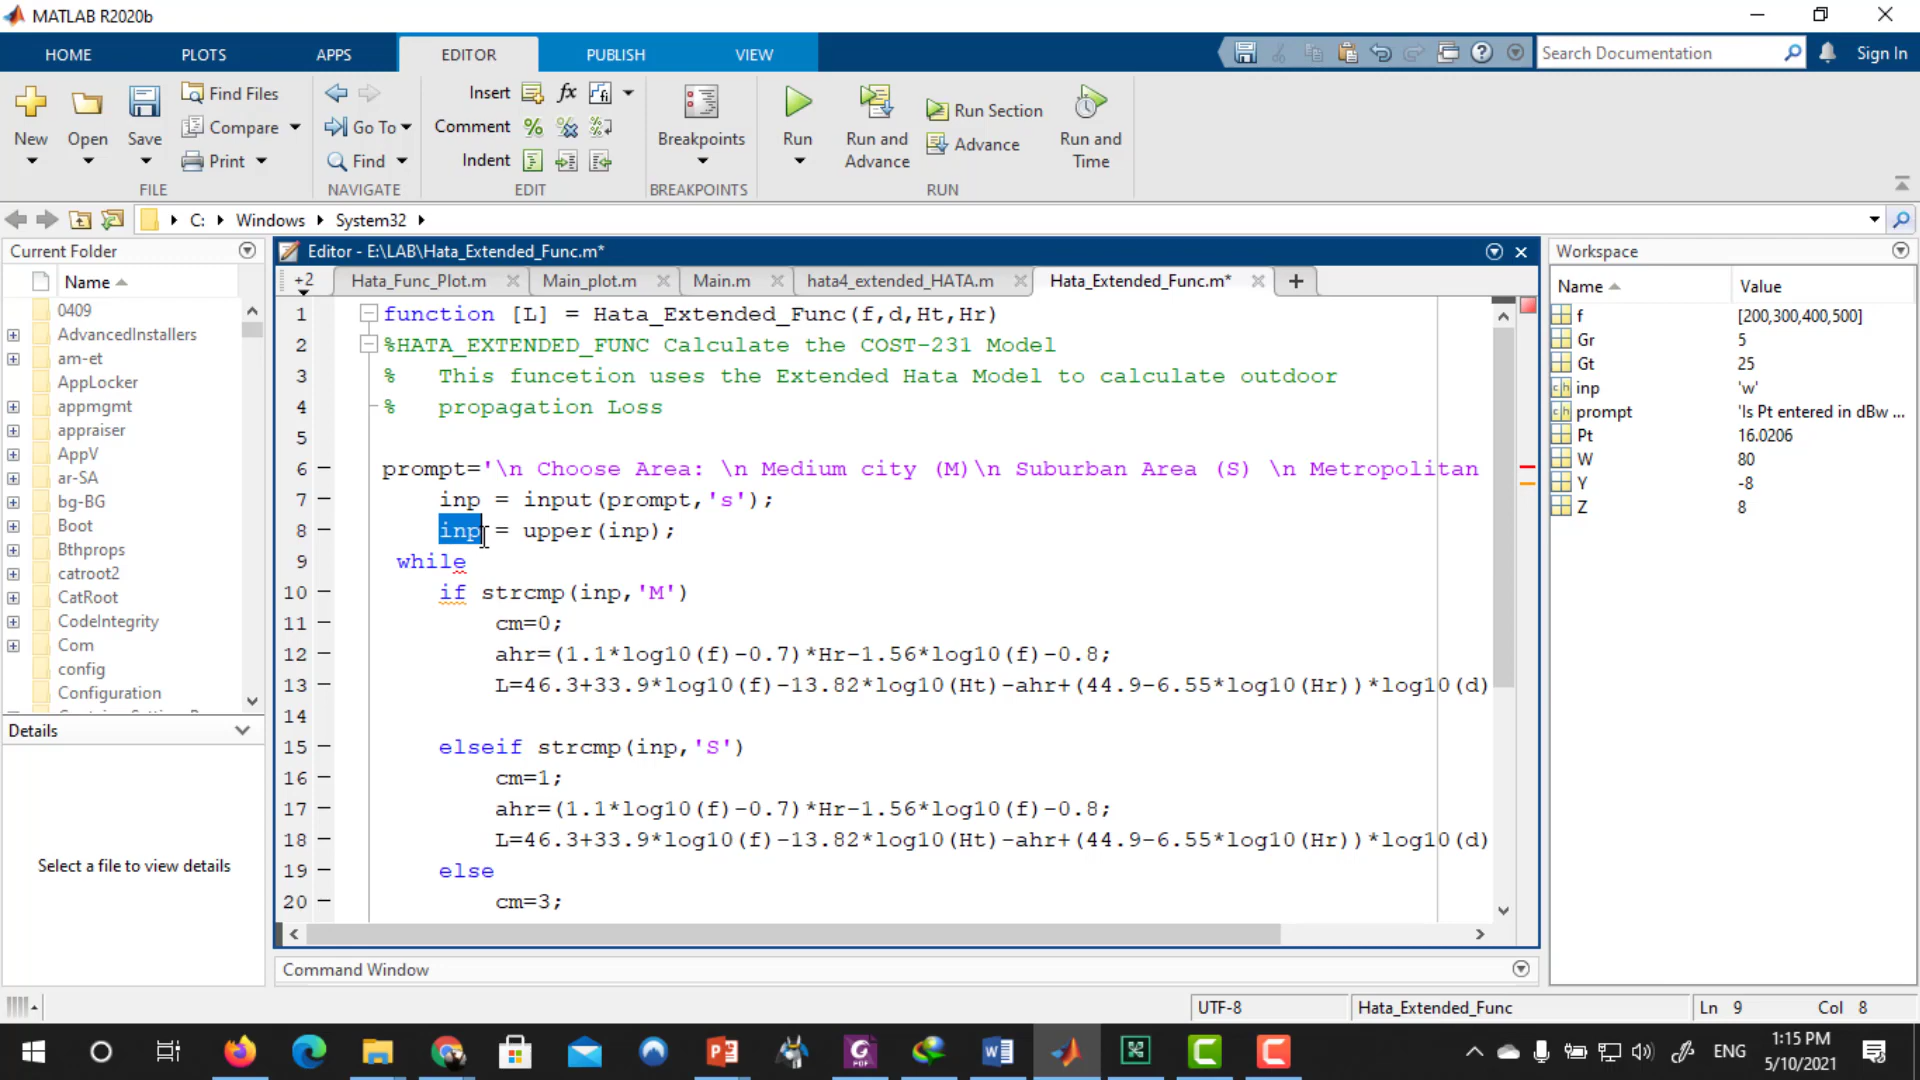 MATLAB R2020b
HOME PLOTS APPS EDITOR PUBLISH VIEW
Search Documentation
Sign In
New Open Save
Find Files
Compare
Print
FILE
Go To
Find
NAVIGATE
Insert
Comment
Indent
EDIT
Breakpoints
BREAKPOINTS
Run
Run and Advance
Run Section
Advance
Run and Time
RUN
C: Windows System32
Current Folder
Name
0409
AdvancedInstallers
am-et
AppLocker
appmgmt
appraiser
AppV
ar-SA
bg-BG
Boot
Bthprops
catroot2
CatRoot
CodeIntegrity
Com
config
Configuration
Details
Select a file to view details
Editor - E:\LAB\Hata_Extended_Func.m*
+2 Hata_Func_Plot.m Main_plot.m Main.m hata4_extended_HATA.m Hata_Extended_Func.m*
1 function [L] = Hata_Extended_Func(f,d,Ht,Hr)
2 %HATA_EXTENDED_FUNC Calculate the COST-231 Model
3 % This funcetion uses the Extended Hata Model to calculate outdoor
4 % propagation Loss
5
6 prompt='\n Choose Area: \n Medium city (M)\n Suburban Area (S) \n Metropolitan
7 inp = input(prompt,'s');
8 inp = upper(inp);
9 while
10 if strcmp(inp,'M')
11 cm=0;
12 ahr=(1.1*log10(f)-0.7)*Hr-1.56*log10(f)-0.8;
13 L=46.3+33.9*log10(f)-13.82*log10(Ht)-ahr+(44.9-6.55*log10(Hr))*log10(d)
14
15 elseif strcmp(inp,'S')
16 cm=1;
17 ahr=(1.1*log10(f)-0.7)*Hr-1.56*log10(f)-0.8;
18 L=46.3+33.9*log10(f)-13.82*log10(Ht)-ahr+(44.9-6.55*log10(Hr))*log10(d)
19 else
20 cm=3;
Command Window
Workspace
Name Value
f [200,300,400,500]
Gr 5
Gt 25
inp 'w'
prompt 'Is Pt entered in dBw ...
Pt 16.0206
W 80
Y -8
Z 8
UTF-8 Hata_Extended_Func Ln 9 Col 8
ENG
1:15 PM
5/10/2021